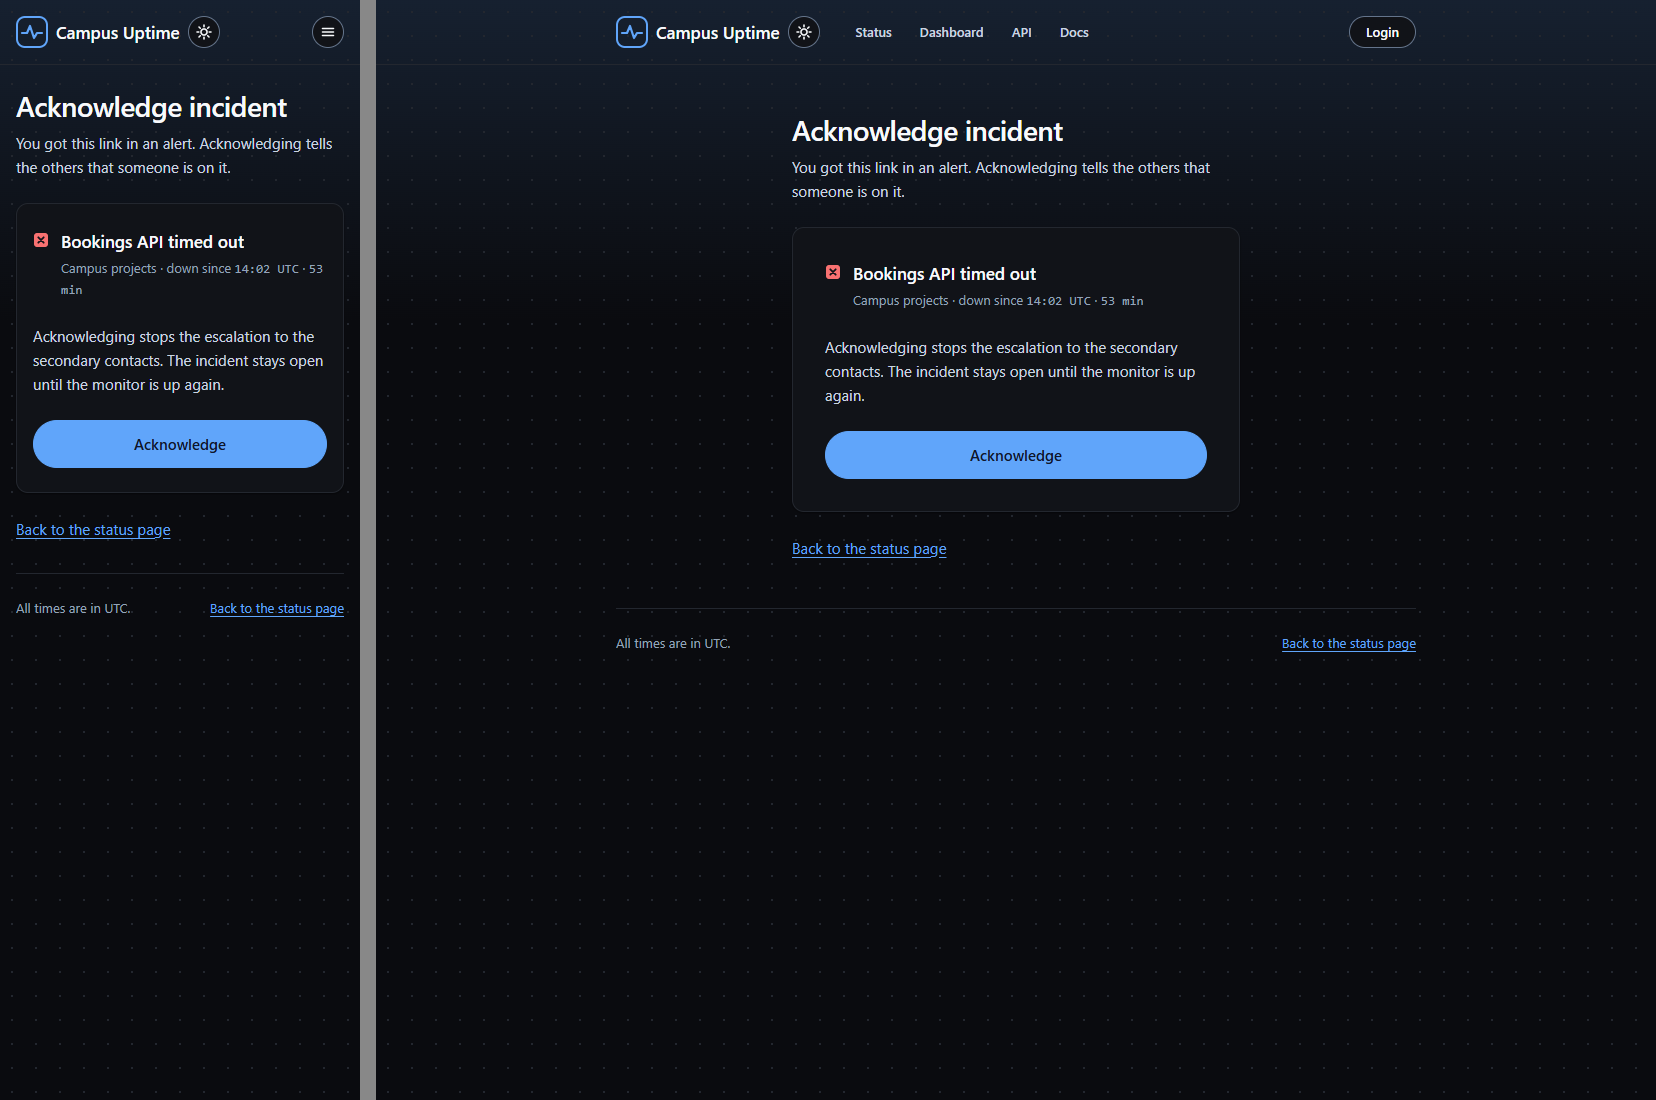 Campus Uptime
Acknowledge incident
You got this link in an alert. Acknowledging tells
the others that someone is on it.
Bookings API timed out
Campus projects · down since 14:02 UTC · 53
min
Acknowledging stops the escalation to the
secondary contacts. The incident stays open
until the monitor is up again.
Acknowledge
Back to the status page
All times are in UTC. Back to the status page
Campus Uptime Status Dashboard API Docs Login
Acknowledge incident
You got this link in an alert. Acknowledging tells the others that
someone is on it.
Bookings API timed out
Campus projects · down since 14:02 UTC · 53 min
Acknowledging stops the escalation to the secondary
contacts. The incident stays open until the monitor is up
again.
Acknowledge
Back to the status page
All times are in UTC. Back to the status page